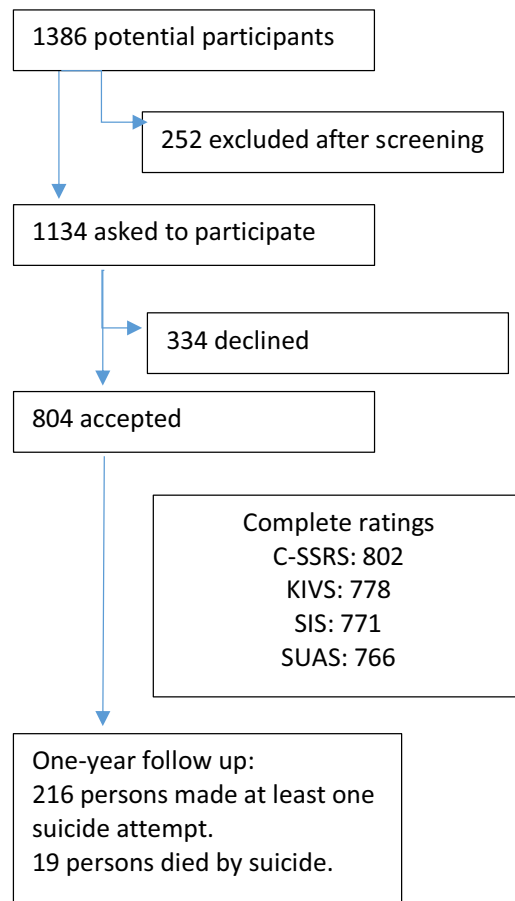 1386 potential participants
252 excluded after screening
1134 asked to participate
334 declined
804 accepted
Complete ratings
C-SSRS: 802
KIVS: 778
SIS: 771
SUAS: 766
One-year follow up:
216 persons made at least one
suicide attempt.
19 persons died by suicide.